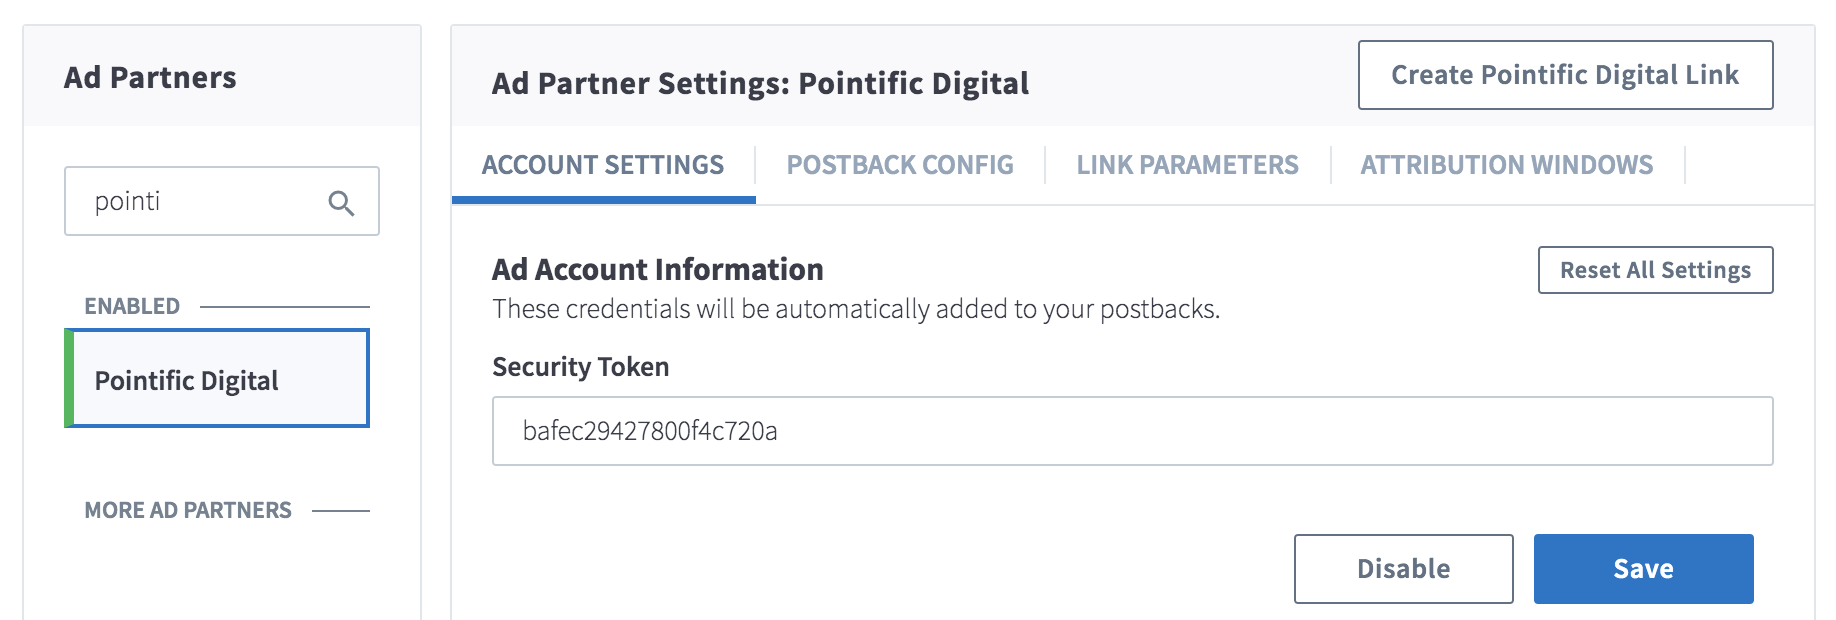 Ad Partners
pointi
ENABLED
Pointific Digital
MORE AD PARTNERS
Ad Partner Settings: Pointific Digital
Create Pointific Digital Link
ACCOUNT SETTINGS
POSTBACK CONFIG
LINK PARAMETERS
ATTRIBUTION WINDOWS
Ad Account Information
Reset All Settings
These credentials will be automatically added to your postbacks.
Security Token
bafec29427800f4c720a
Disable
Save